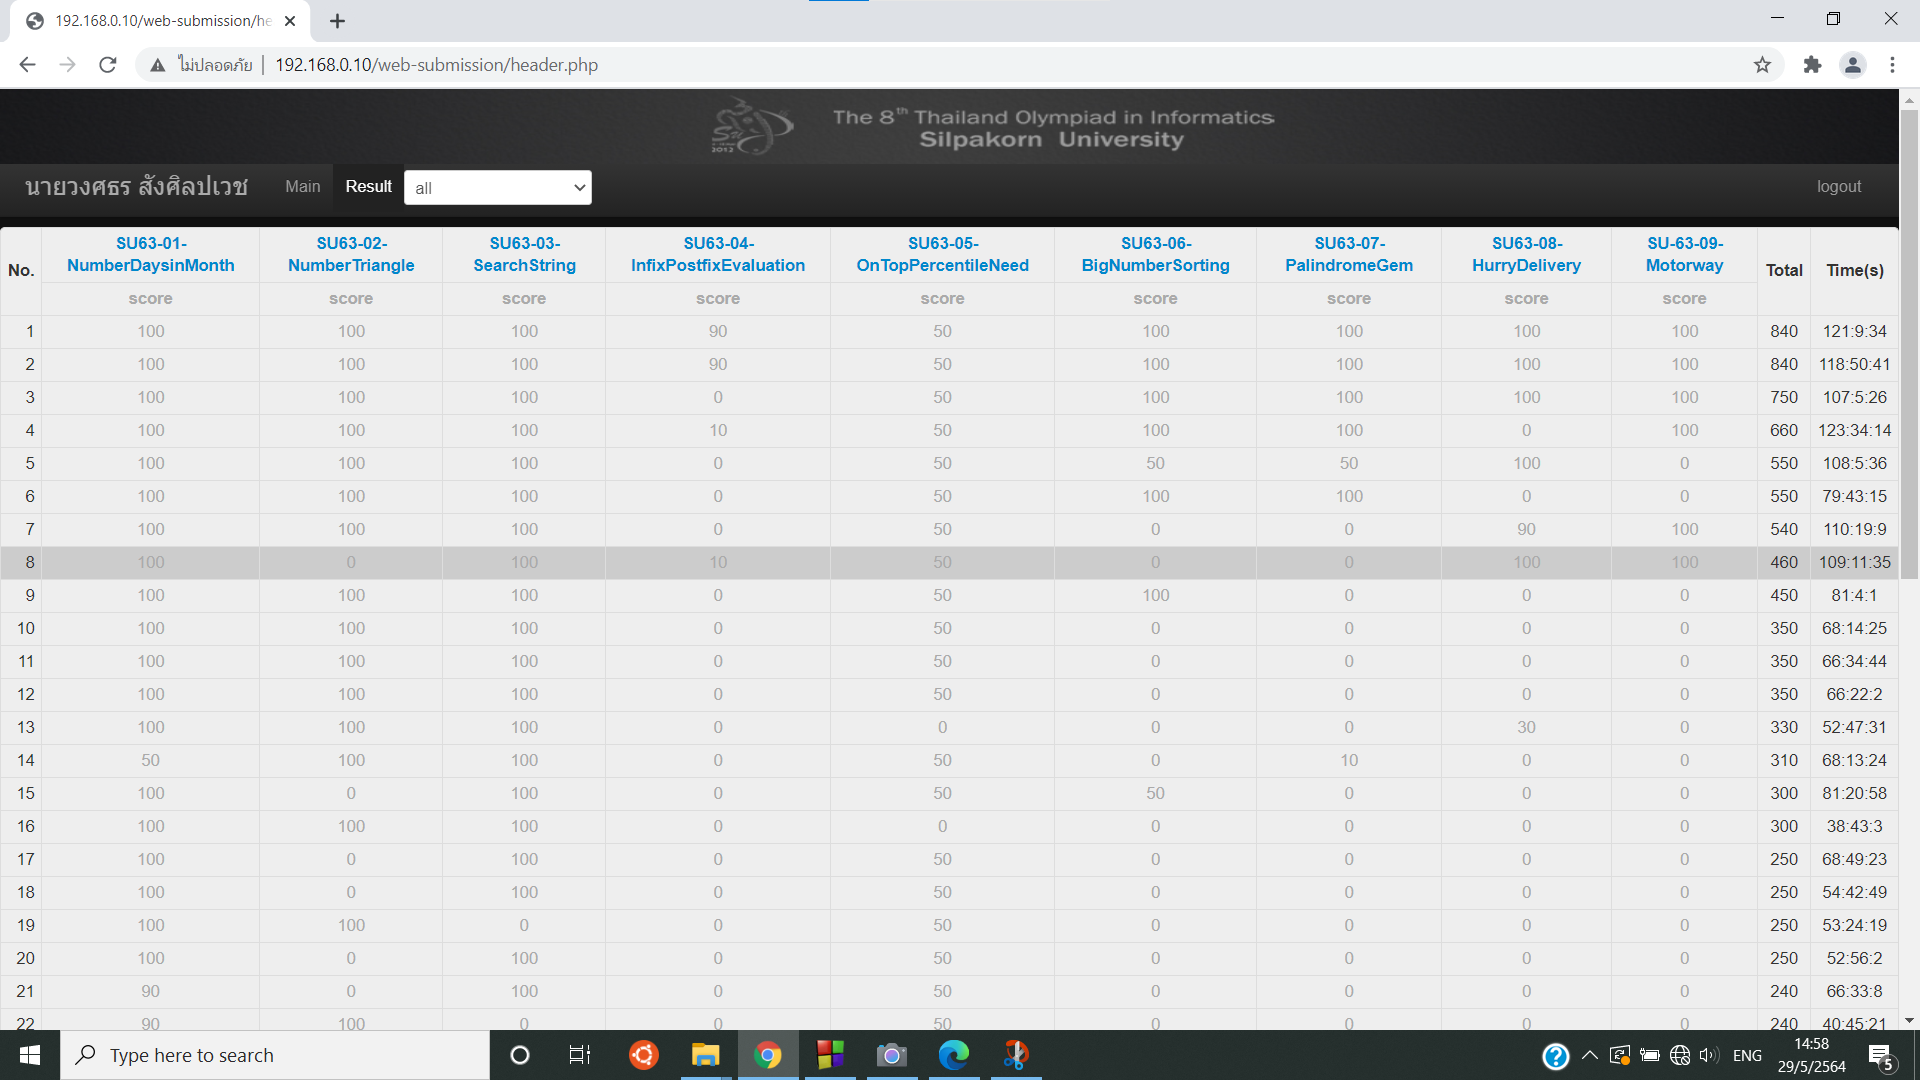 192.168.0.10/web-submission/he
ไม่ปลอดภัย | 192.168.0.10/web-submission/header.php
The 8th Thailand Olympiad in Informatics
Silpakorn University
2012
นายวงศธร สังศิลปเวช Main Result all logout
No. SU63-01-NumberDaysinMonth SU63-02-NumberTriangle SU63-03-SearchString SU63-04-InfixPostfixEvaluation SU63-05-OnTopPercentileNeed SU63-06-BigNumberSorting SU63-07-PalindromeGem SU63-08-HurryDelivery SU-63-09-Motorway Total Time(s)
score score score score score score score score score
1 100 100 100 90 50 100 100 100 100 840 121:9:34
2 100 100 100 90 50 100 100 100 100 840 118:50:41
3 100 100 100 0 50 100 100 100 100 750 107:5:26
4 100 100 100 10 50 100 100 0 100 660 123:34:14
5 100 100 100 0 50 50 50 100 0 550 108:5:36
6 100 100 100 0 50 100 100 0 0 550 79:43:15
7 100 100 100 0 50 0 0 90 100 540 110:19:9
8 100 0 100 10 50 0 0 100 100 460 109:11:35
9 100 100 100 0 50 100 0 0 0 450 81:4:1
10 100 100 100 0 50 0 0 0 0 350 68:14:25
11 100 100 100 0 50 0 0 0 0 350 66:34:44
12 100 100 100 0 50 0 0 0 0 350 66:22:2
13 100 100 100 0 0 0 0 30 0 330 52:47:31
14 50 100 100 0 50 0 10 0 0 310 68:13:24
15 100 0 100 0 50 50 0 0 0 300 81:20:58
16 100 100 100 0 0 0 0 0 0 300 38:43:3
17 100 0 100 0 50 0 0 0 0 250 68:49:23
18 100 0 100 0 50 0 0 0 0 250 54:42:49
19 100 100 0 0 50 0 0 0 0 250 53:24:19
20 100 0 100 0 50 0 0 0 0 250 52:56:2
21 90 0 100 0 50 0 0 0 0 240 66:33:8
22 90 100 0 0 50 0 0 0 0 240 40:45:21
Type here to search
ENG
14:58
29/5/2564
5